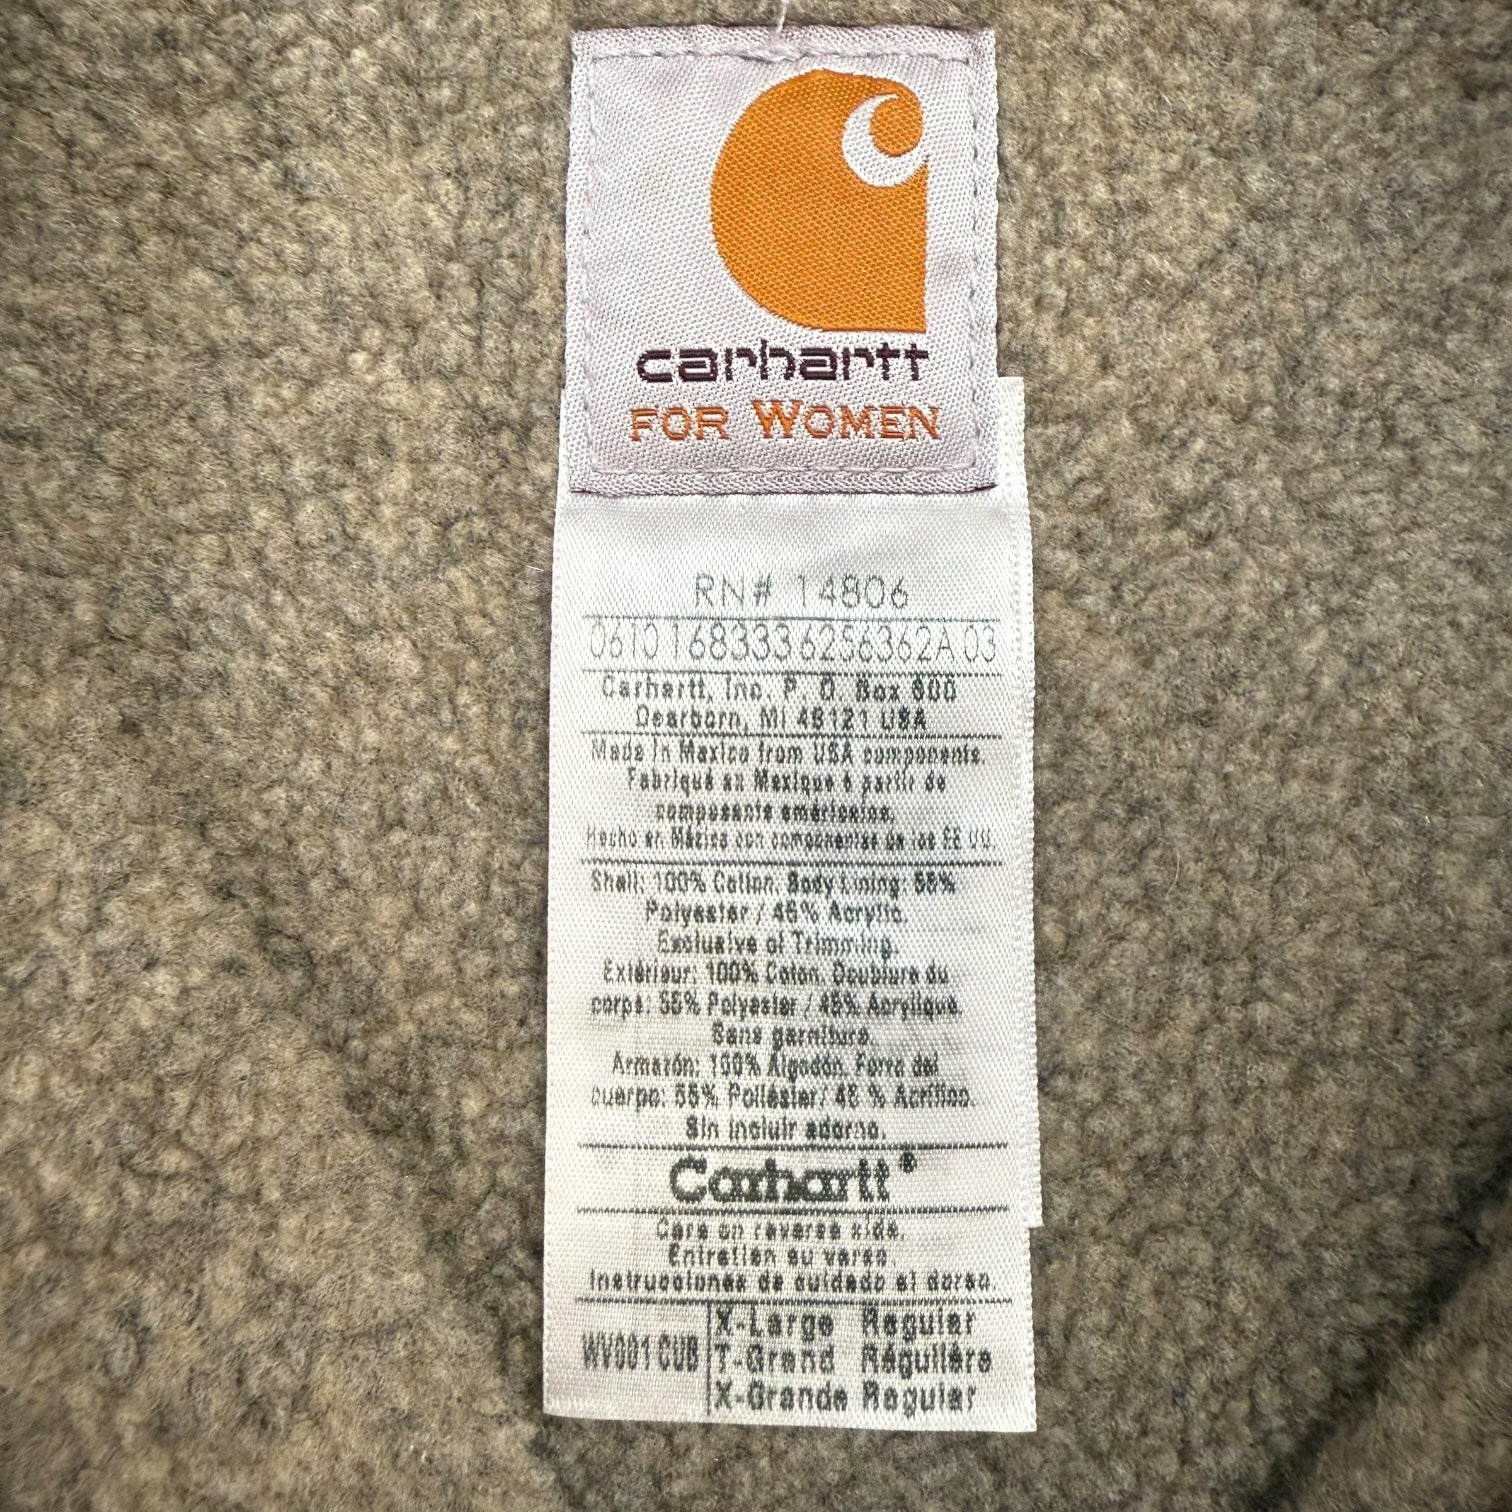 carhartt
FOR WOMEN
RN# 14806
06101683336256362A03
Carhartt, Inc. P. O. Box 600
Dearborn, MI 48121 USA
Made in Mexico from USA components.
Fabriqué au Mexique à partir de
composants américains.
Hecho en México con componentes de los EE UU.
Shell: 100% Cotton. Body Lining: 55%
Polyester / 45% Acrylic.
Exclusive of Trimming.
Extérieur: 100% Coton. Doublure du
corps: 55% Polyester / 45% Acrylique.
Sans garniture.
Armazón: 100% Algodón. Forro del
cuerpo: 55% Poliéster/ 45 % Acrílico.
Sin incluir adorno.
Carhartt®
Care on reverse side.
Entretien au verso
Instrucciones de cuidado al dorso.
WV001 CUB
X-Large Regular
T-Grand Régulière
X-Grande Regular